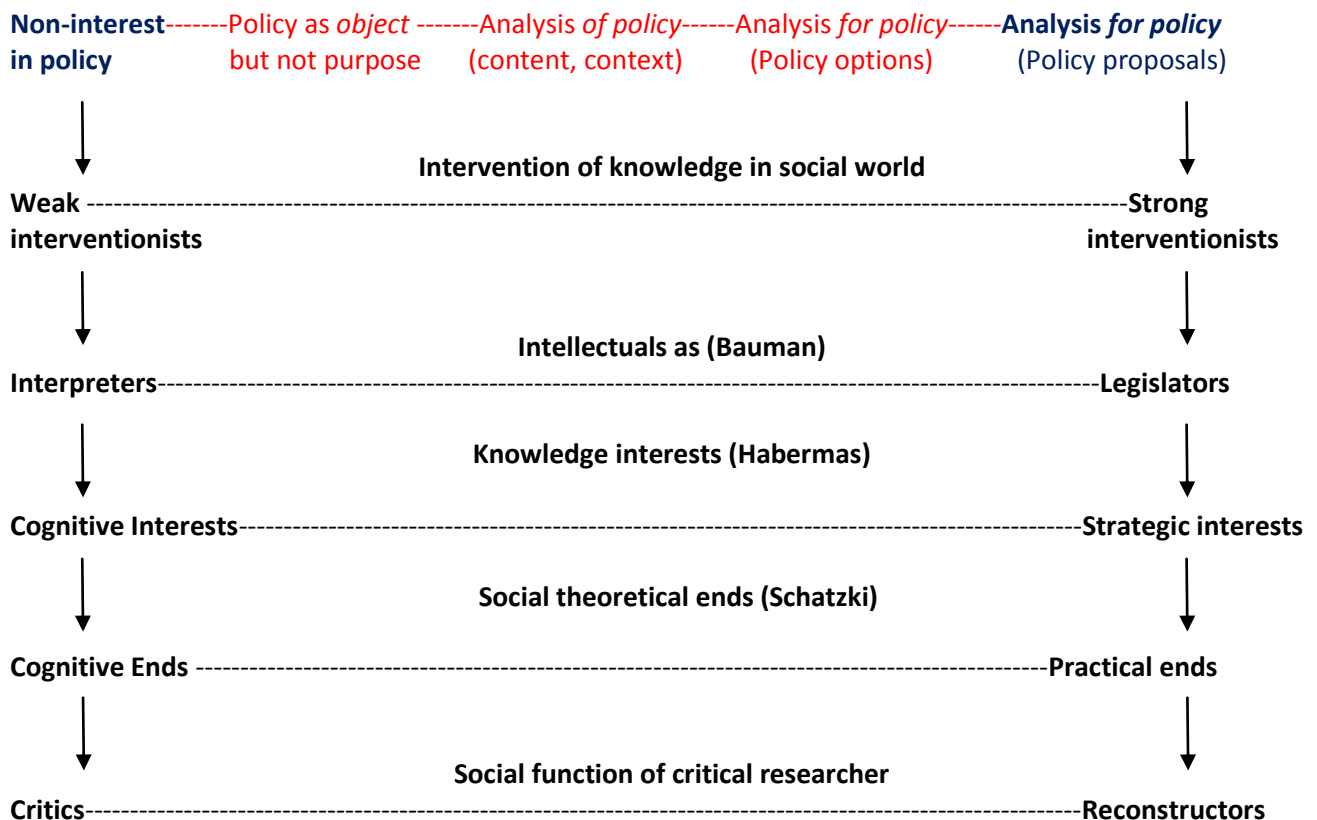 Non-interest-------Policy as object -------Analysis of policy------Analysis for policy------Analysis for policy
in policy but not purpose (content, context) (Policy options) (Policy proposals)
Intervention of knowledge in social world
Weak ---Strong
interventionists interventionists
Intellectuals as (Bauman)
Interpreters---Legislators
Knowledge interests (Habermas)
Cognitive Interests---Strategic interests
Social theoretical ends (Schatzki)
Cognitive Ends ---Practical ends
Social function of critical researcher
Critics---Reconstructors